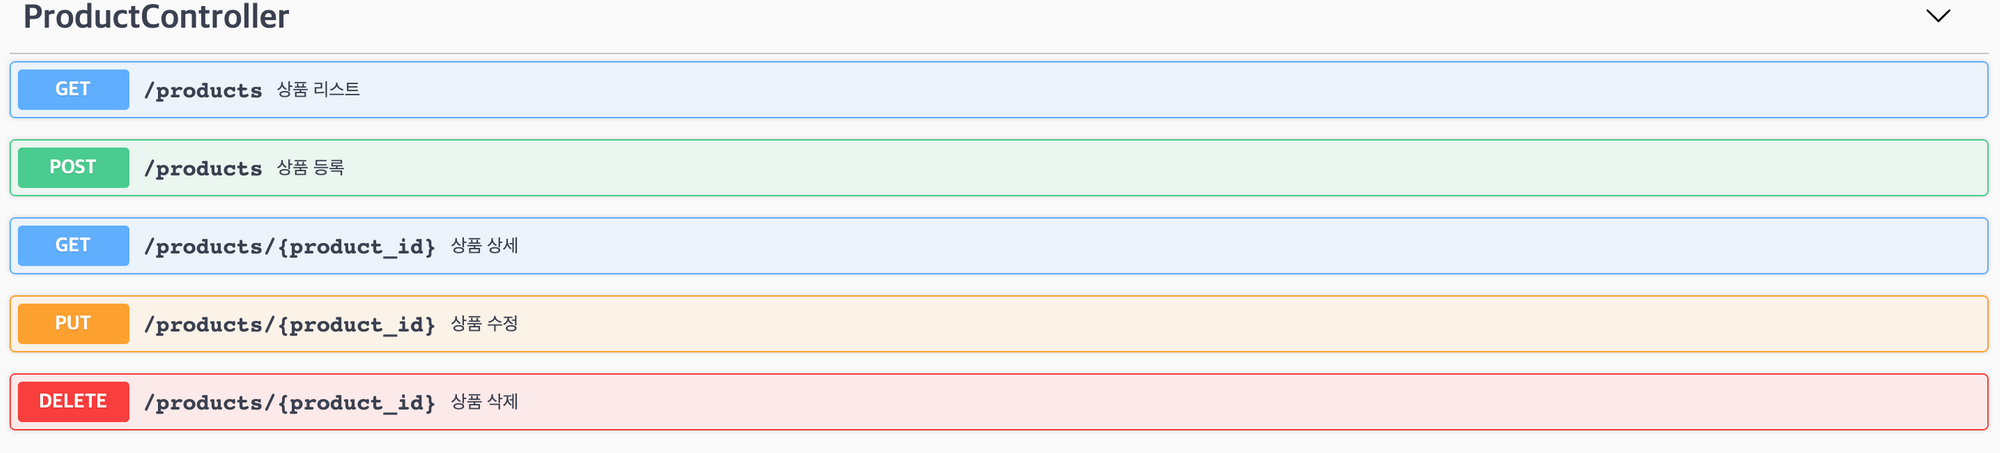 ProductController
GET /products 상품 리스트
POST /products 상품 등록
GET /products/{product_id} 상품 상세
PUT /products/{product_id} 상품 수정
DELETE /products/{product_id} 상품 삭제